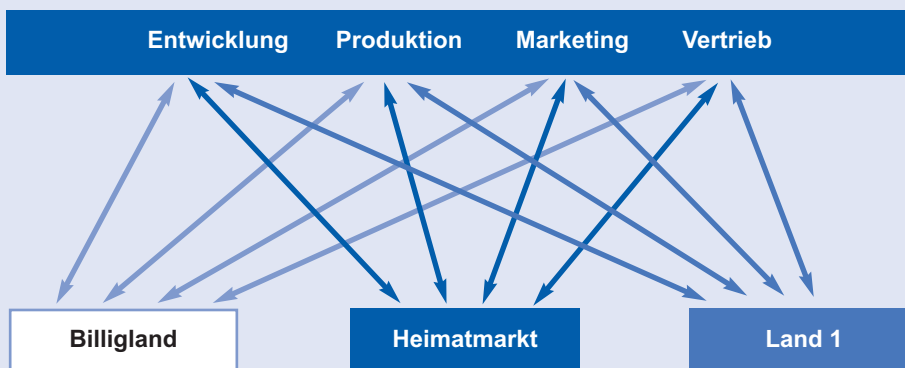 Entwicklung Produktion Marketing Vertrieb
Billigland Heimatmarkt Land 1